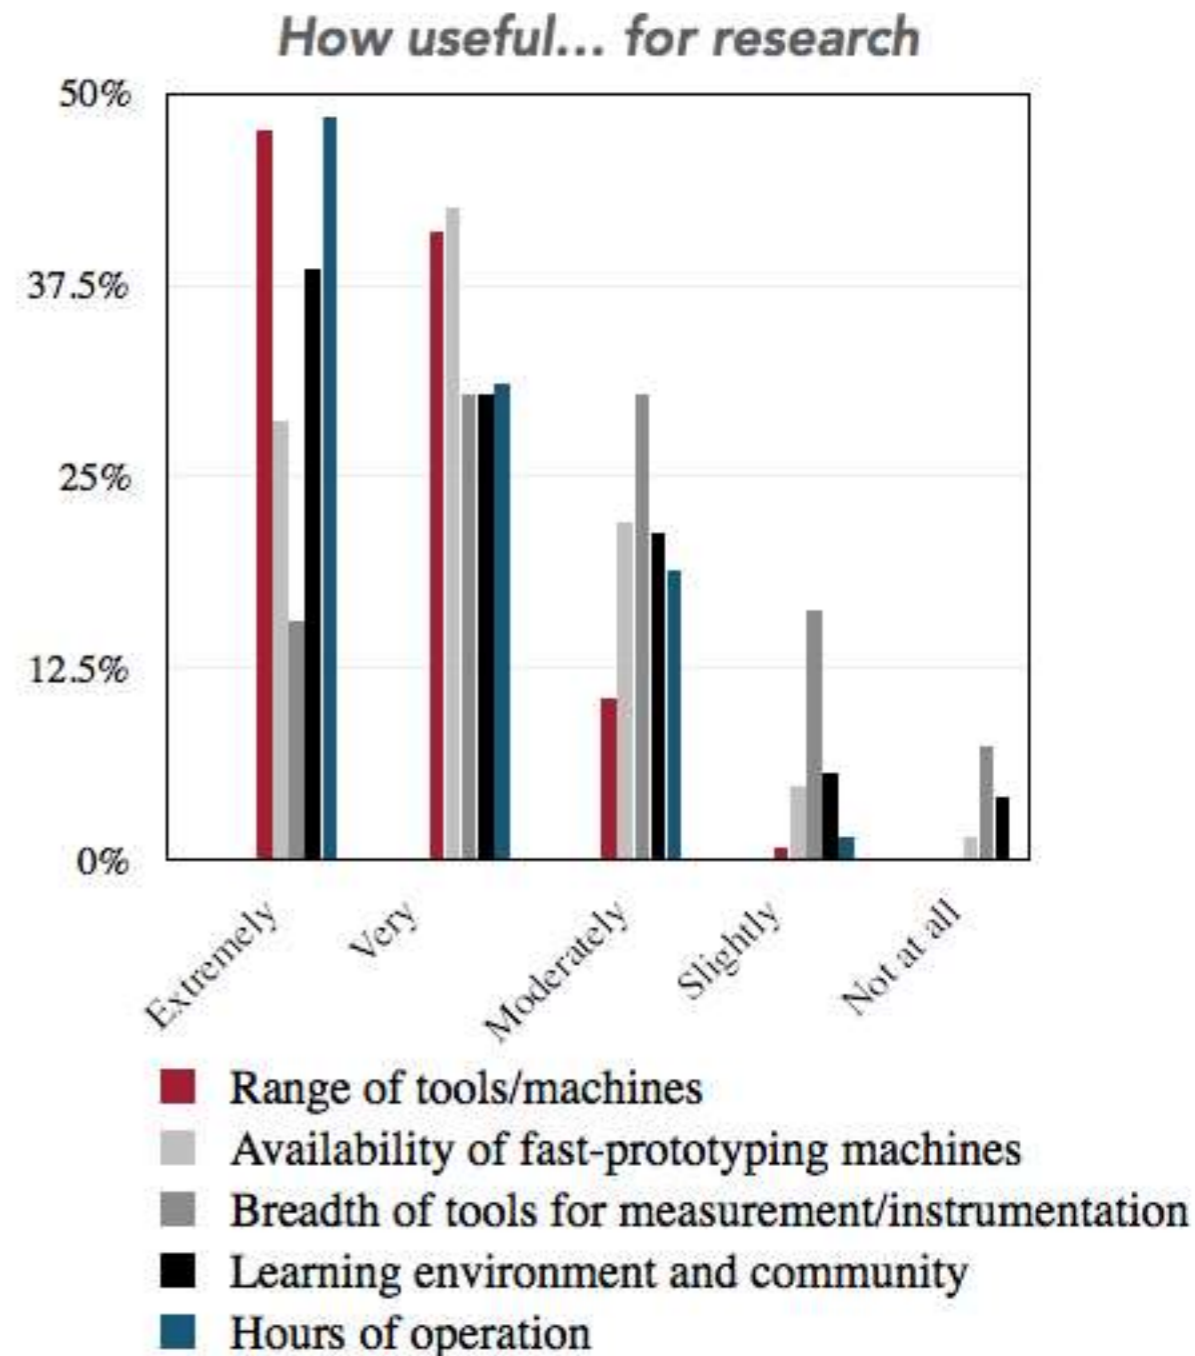 How useful... for research
50%
37.5%
25%
12.5%
0%
Extremely
Very
Moderately
Slightly
Not at all
Range of tools/machines
Availability of fast-prototyping machines
Breadth of tools for measurement/instrumentation
Learning environment and community
Hours of operation